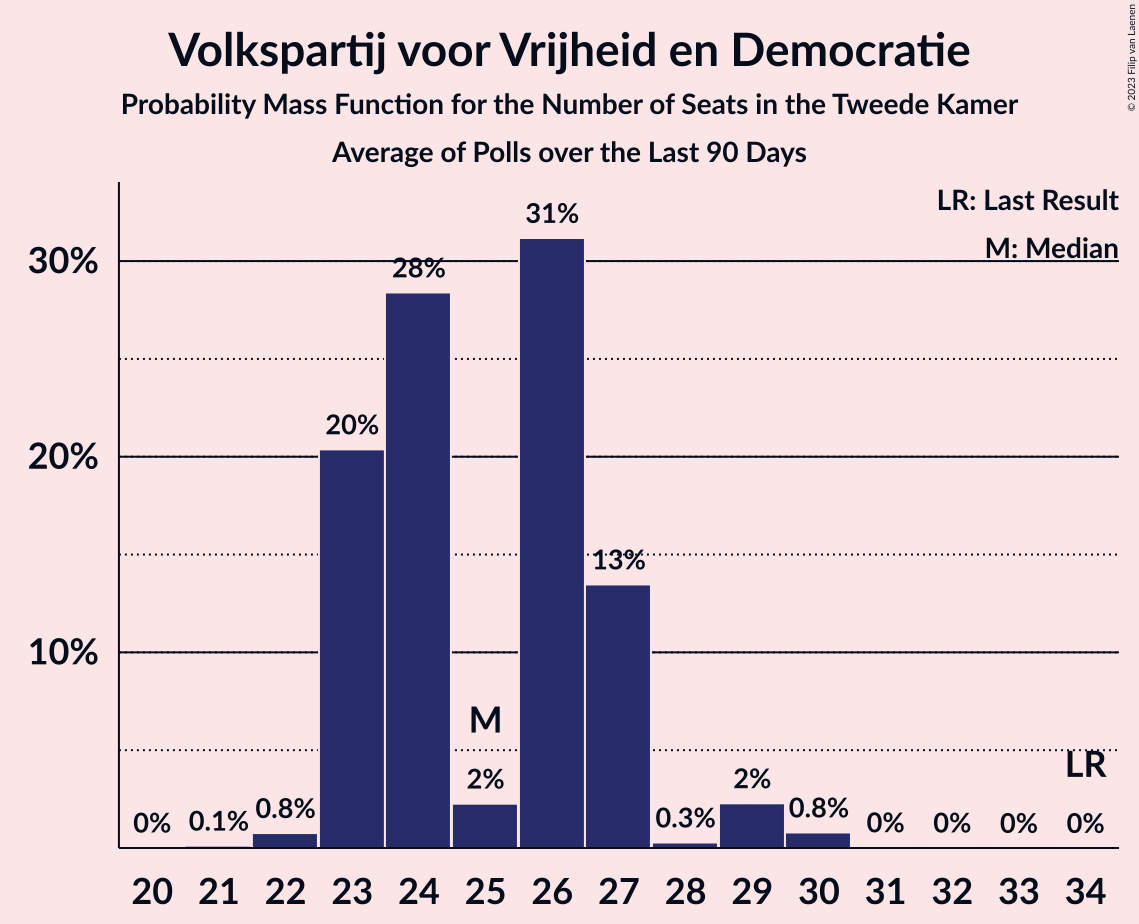 Volkspartij voor Vrijheid en Democratie
Probability Mass Function for the Number of Seats in the Tweede Kamer
Average of Polls over the Last 90 Days
© 2023 Filip van Laenen
LR: Last Result
M: Median
30%
20%
10%
0%
0.1%
0.8%
20%
28%
M
2%
31%
13%
0.3%
2%
0.8%
0%
0%
0%
LR
0%
20 21 22 23 24 25 26 27 28 29 30 31 32 33 34